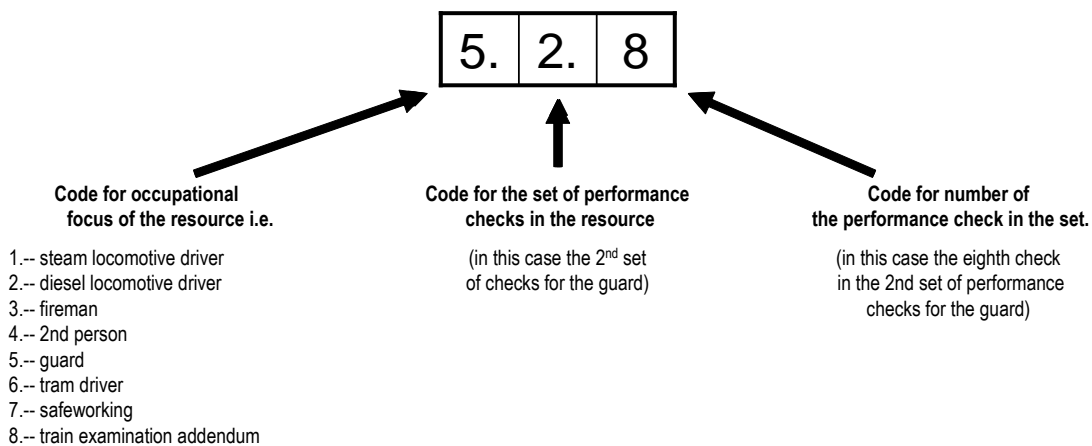 5. 2. 8
Code for occupational
focus of the resource i.e.
1.-- steam locomotive driver
2.-- diesel locomotive driver
3.-- fireman
4.-- 2nd person
5.-- guard
6.-- tram driver
7.-- safeworking
8.-- train examination addendum
Code for the set of performance
checks in the resource
(in this case the 2nd set
of checks for the guard)
Code for number of
the performance check in the set.
(in this case the eighth check
in the 2nd set of performance
checks for the guard)